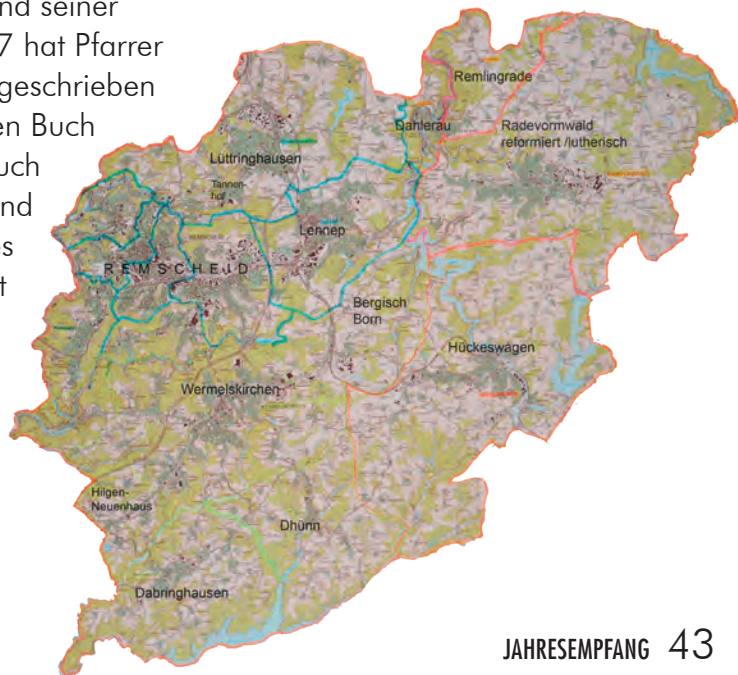 nd seiner
7 hat Pfarrer
geschrieben
en Buch
uch
nd
es
t
Remlingrade
Dahlerau
Radevormwald
reformiert /lutherisch
Lüttringhausen
Tannen-
hof
Lennep
REMSCHEID
Bergisch
Born
Hückeswagen
Wermelskirchen
Hilgen-
Neuenhaus
Dhünn
Dabringhausen
JAHRESEMPFANG 43